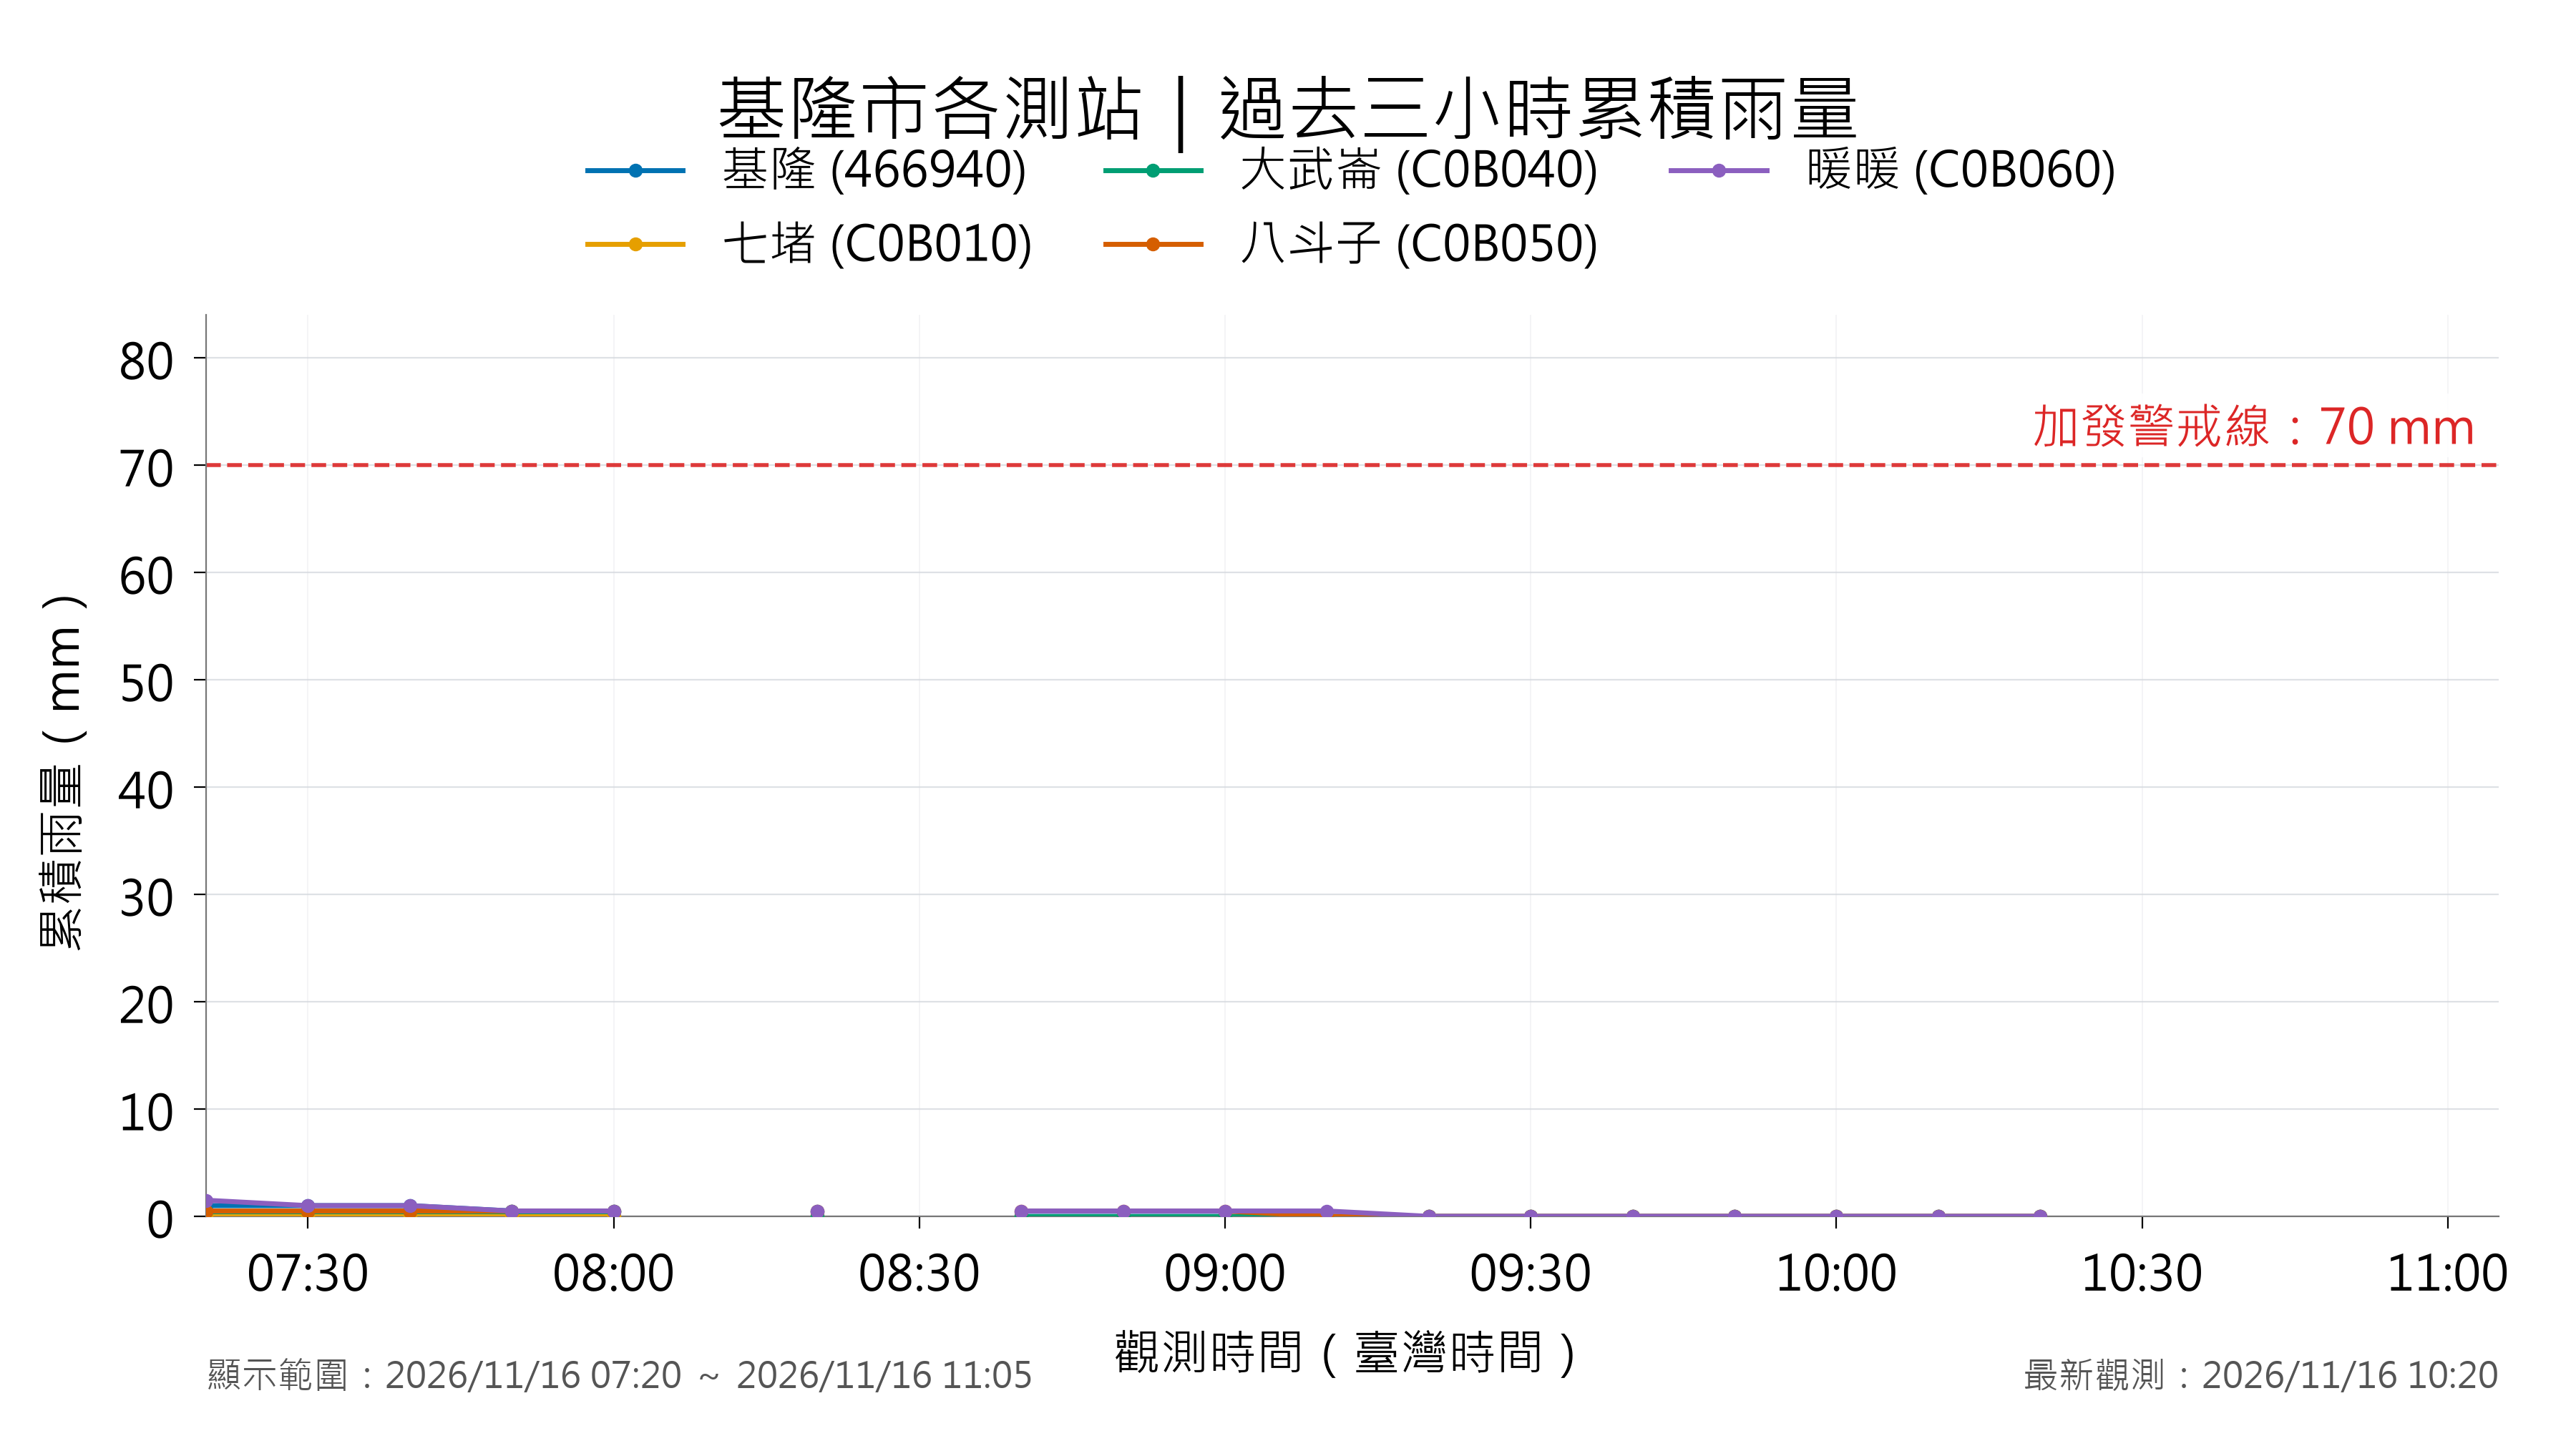 基隆市各測站｜過去三小時累積雨量
基隆 (466940)
大武崙 (C0B040)
暖暖 (C0B060)
七堵 (C0B010)
八斗子 (C0B050)
加發警戒線：70 mm
累積雨量（mm）
80
70
60
50
40
30
20
10
0
07:30
08:00
08:30
09:00
09:30
10:00
10:30
11:00
觀測時間（臺灣時間）
顯示範圍：2026/11/16 07:20 ~ 2026/11/16 11:05
最新觀測：2026/11/16 10:20